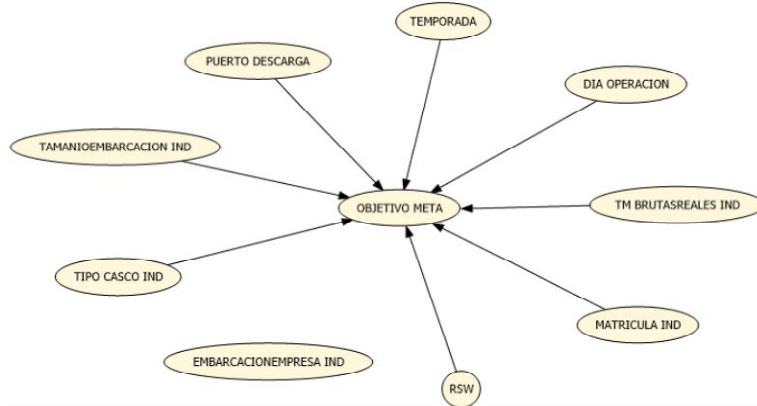 TEMPORADA
PUERTO DESCARGA
DIA OPERACION
TAMANIOEMBARCACION IND
OBJETIVO META
TM BRUTASREALES IND
TIPO CASCO IND
MATRICULA IND
EMBARCACIONEMPRESA IND
RSW